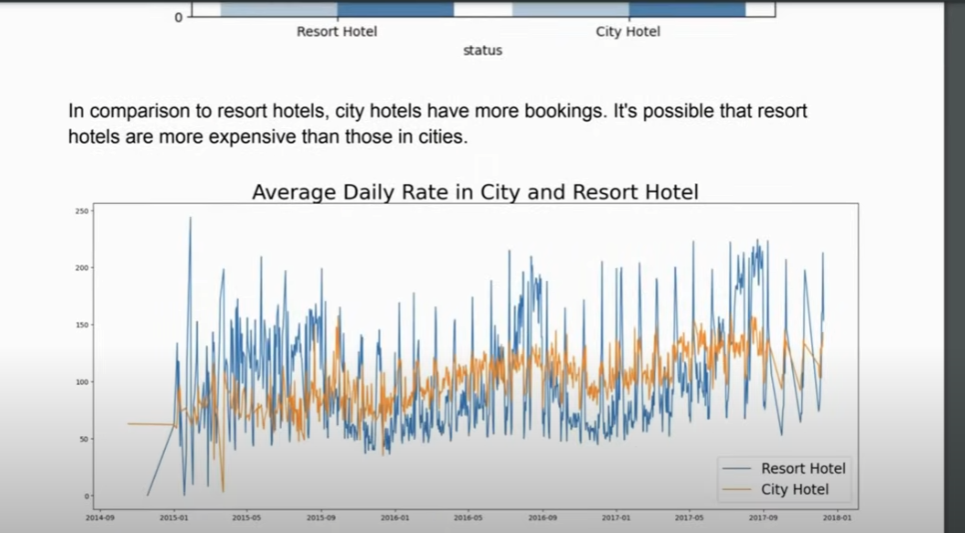 0
Resort Hotel City Hotel
status
In comparison to resort hotels, city hotels have more bookings. It's possible that resort
hotels are more expensive than those in cities.
Average Daily Rate in City and Resort Hotel
250
200
150
100
50
0
Resort Hotel
City Hotel
2014-09 2015-01 2015-05 2015-09 2016-01 2016-05 2016-09 2017-01 2017-05 2017-09 2018-01